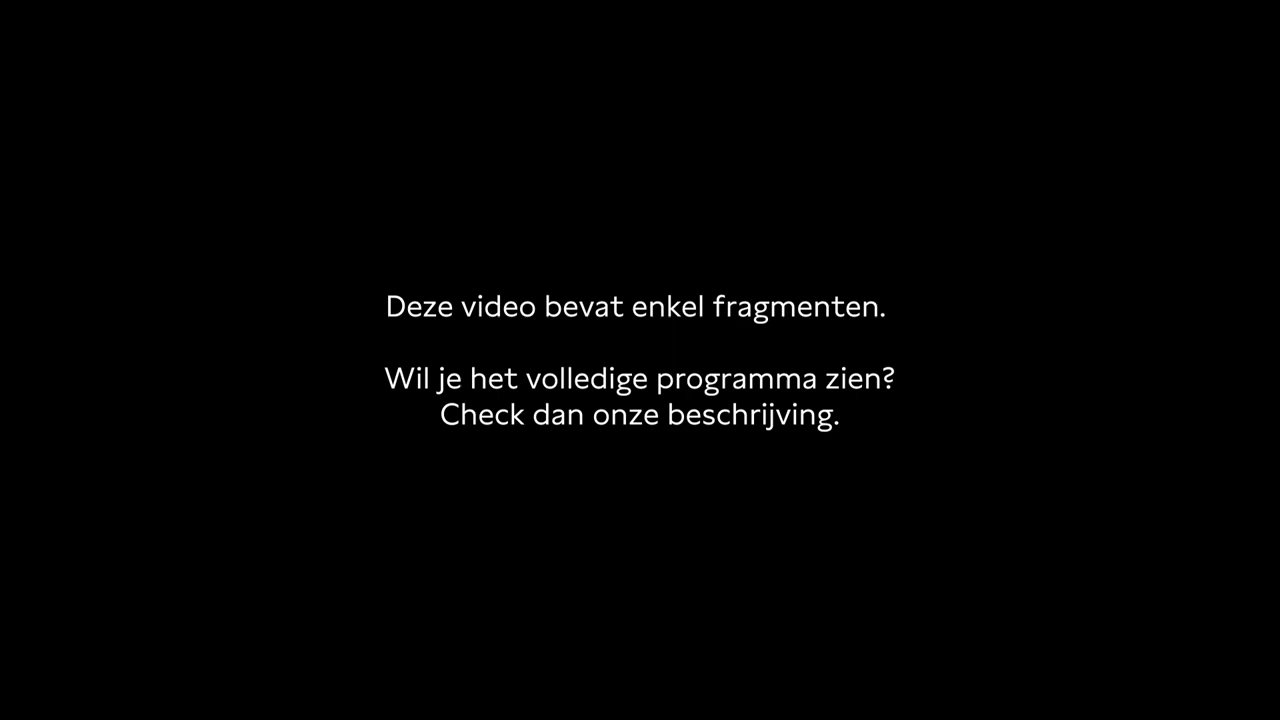 Deze video bevat enkel fragmenten.
Wil je het volledige programma zien?
Check dan onze beschrijving.